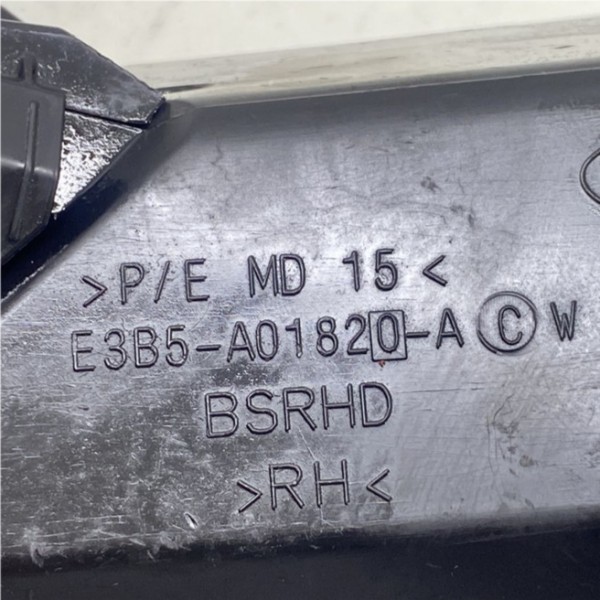 >P/E MD 15<
E3B5-A01820-A Ⓒ W
BSRHD
>RH<